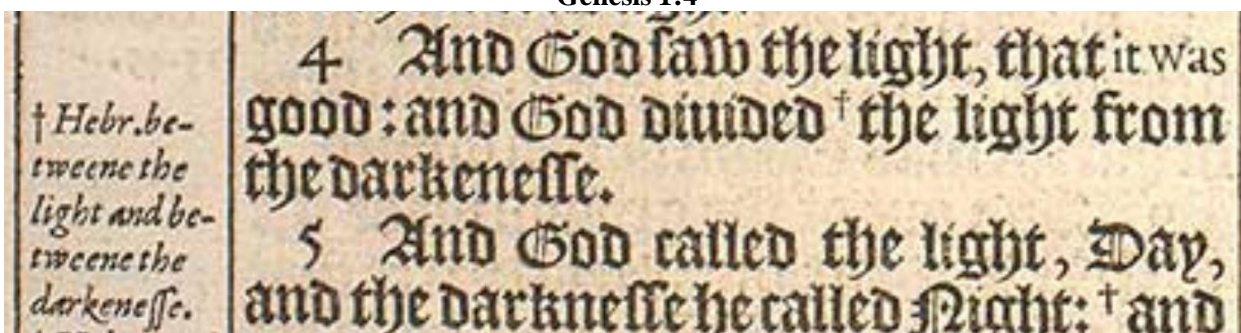 Genesis 1:4
4 And God ſaw the light, that it was
good: and God diuided † the light from
the darkeneſſe.
5 And God called the light, Day,
and the darkneſſe he called Night: † and
† Hebr. be-
tweene the
light and be-
tweene the
darkeneſſe.